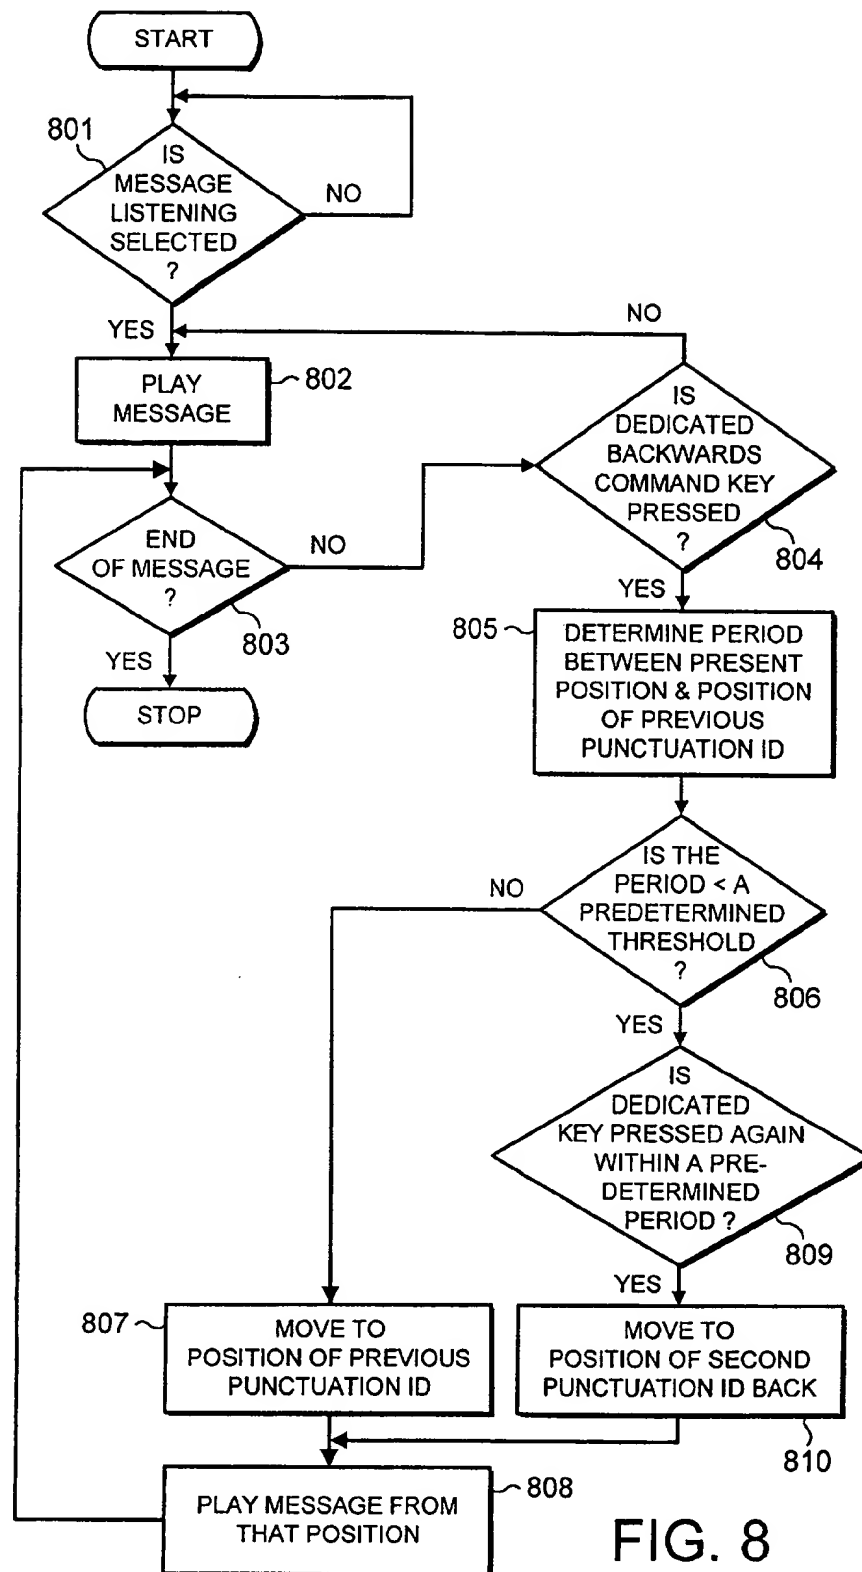 START
801
IS
MESSAGE
LISTENING
SELECTED
?
NO
YES
NO
PLAY
MESSAGE
802
IS
DEDICATED
BACKWARDS
COMMAND KEY
PRESSED
?
804
END
OF MESSAGE
?
NO
803
YES
STOP
YES
805
DETERMINE PERIOD
BETWEEN PRESENT
POSITION & POSITION
OF PREVIOUS
PUNCTUATION ID
IS THE
PERIOD < A
PREDETERMINED
THRESHOLD
?
NO
806
YES
IS
DEDICATED
KEY PRESSED AGAIN
WITHIN A PRE-
DETERMINED
PERIOD ?
809
YES
807
MOVE TO
POSITION OF PREVIOUS
PUNCTUATION ID
MOVE TO
POSITION OF SECOND
PUNCTUATION ID BACK
810
PLAY MESSAGE FROM
THAT POSITION
808
FIG. 8